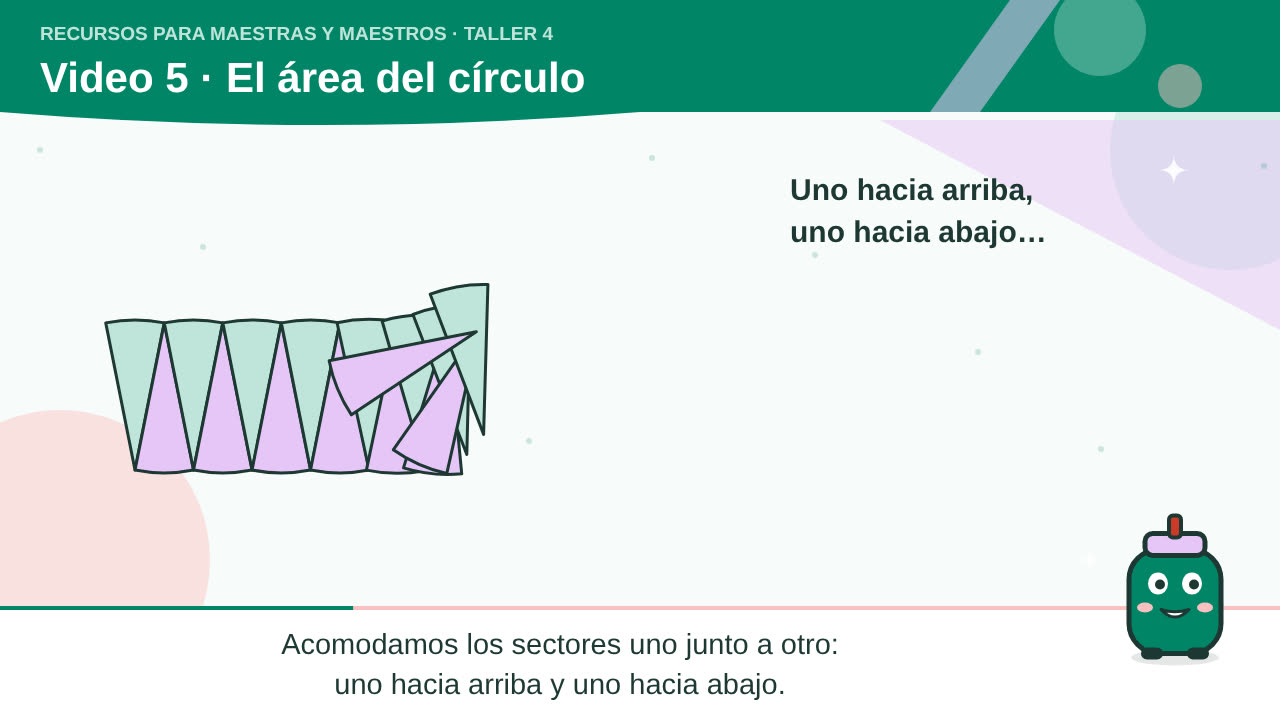 RECURSOS PARA MAESTRAS Y MAESTROS · TALLER 4
Video 5 · El área del círculo
Uno hacia arriba,
uno hacia abajo…
Acomodamos los sectores uno junto a otro:
uno hacia arriba y uno hacia abajo.